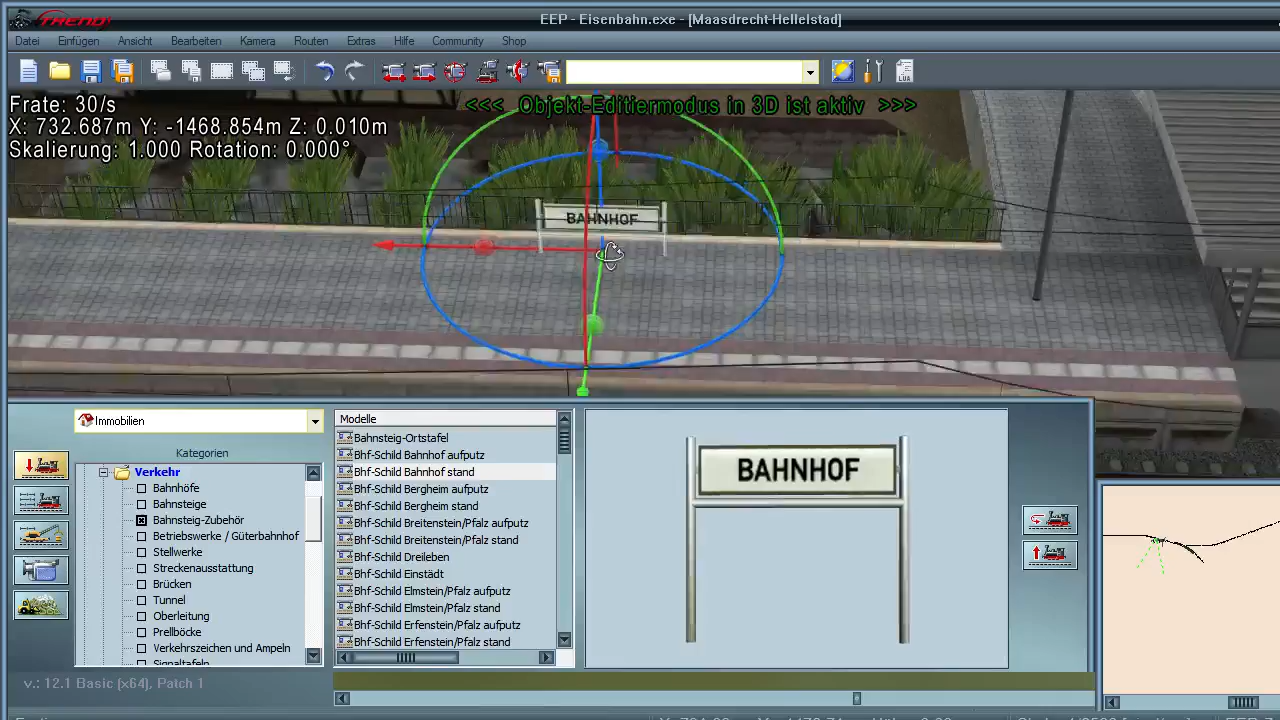 TREND
EEP - Eisenbahn.exe - [Maasdrecht-Hellelstad]
Datei Einfügen Ansicht Bearbeiten Kamera Routen Extras Hilfe Community Shop
LUA
Frate: 30/s
<<< Objekt-Editiermodus in 3D ist aktiv >>>
X: 732.687m Y: -1468.854m Z: 0.010m
Skalierung: 1.000 Rotation: 0.000°
BAHNHOF
Immobilien
Kategorien
Verkehr
Bahnhöfe
Bahnsteige
Bahnsteig-Zubehör
Betriebswerke / Güterbahnhof
Stellwerke
Streckenausstattung
Brücken
Tunnel
Oberleitung
Prellböcke
Verkehrszeichen und Ampeln
Signaltafeln
Modelle
Bahnsteig-Ortstafel
Bhf-Schild Bahnhof aufputz
Bhf-Schild Bahnhof stand
Bhf-Schild Bergheim aufputz
Bhf-Schild Bergheim stand
Bhf-Schild Breitenstein/Pfalz aufputz
Bhf-Schild Breitenstein/Pfalz stand
Bhf-Schild Dreileben
Bhf-Schild Einstädt
Bhf-Schild Elmstein/Pfalz aufputz
Bhf-Schild Elmstein/Pfalz stand
Bhf-Schild Erfenstein/Pfalz aufputz
Bhf-Schild Erfenstein/Pfalz stand
BAHNHOF
v.: 12.1 Basic (x64), Patch 1